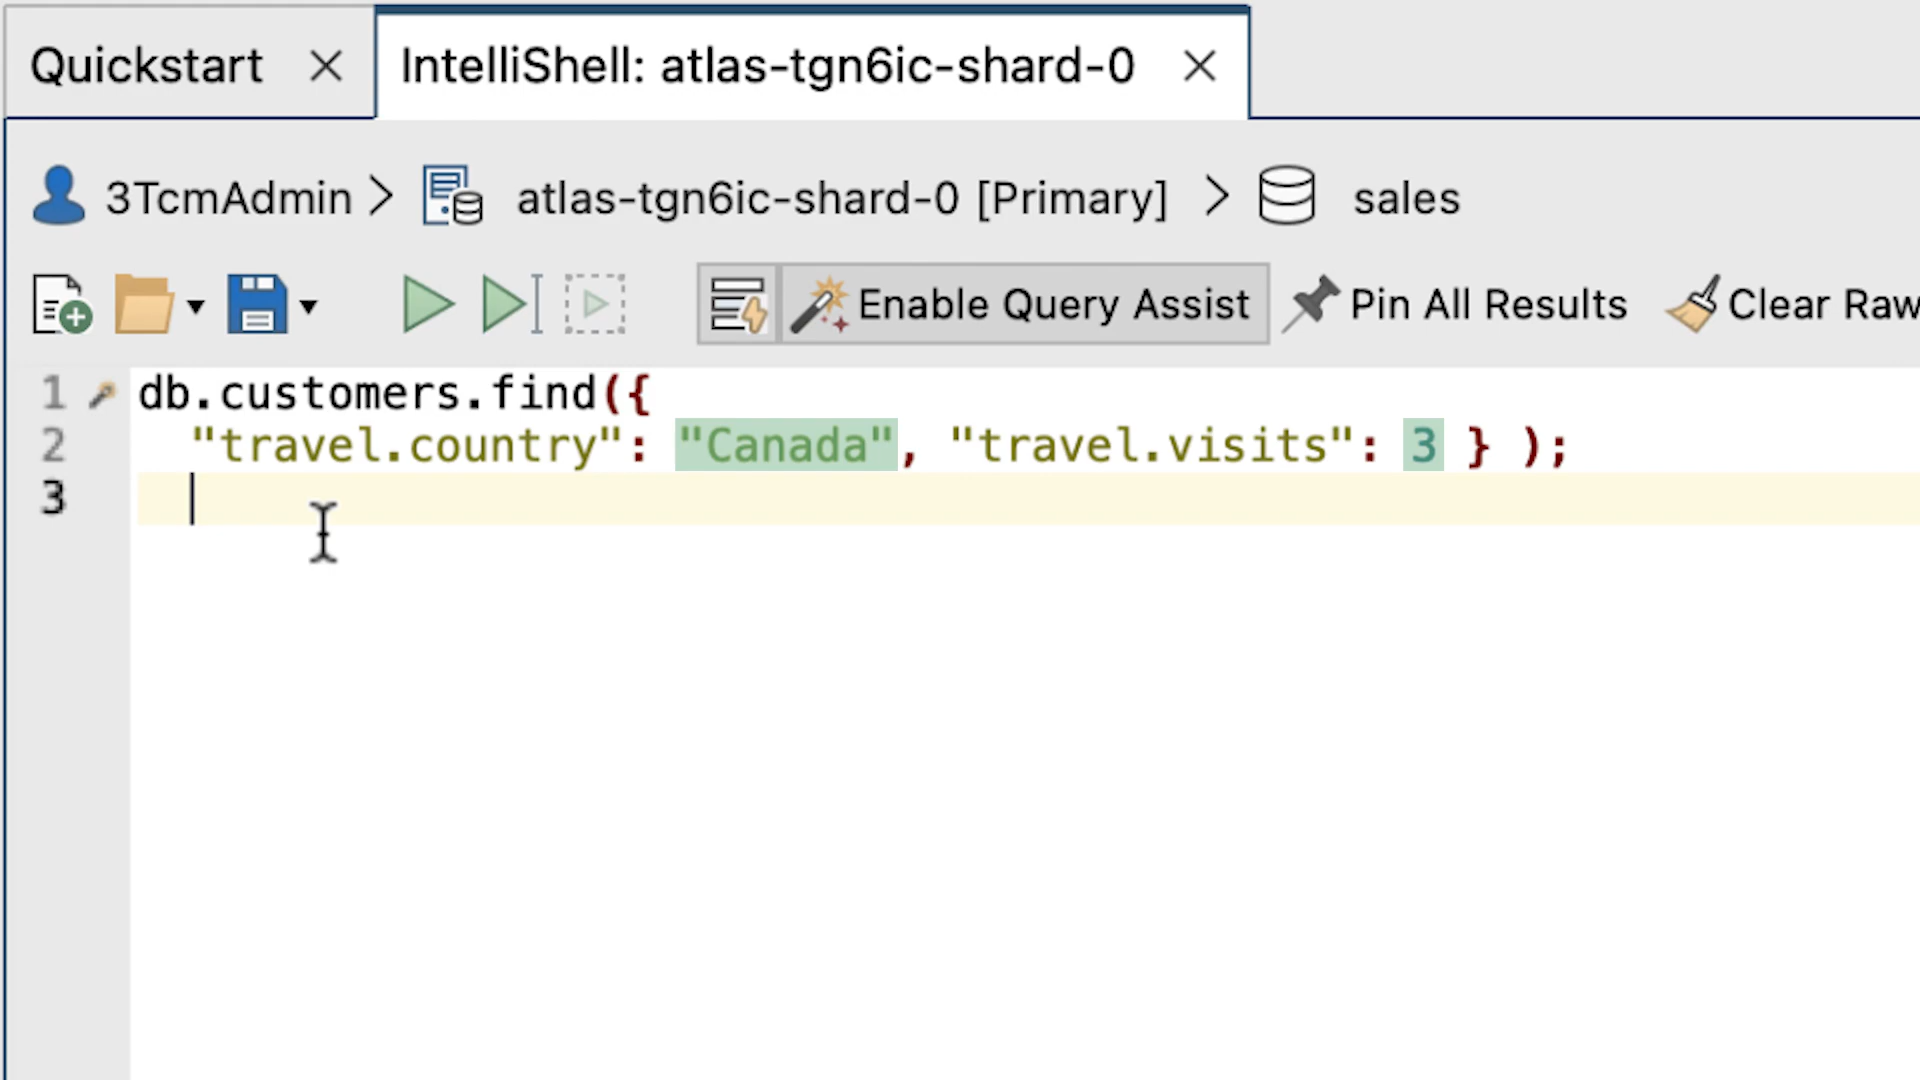 Quickstart
IntelliShell: atlas-tgn6ic-shard-0
3TcmAdmin > atlas-tgn6ic-shard-0 [Primary] > sales
Enable Query Assist Pin All Results Clear Raw
1 db.customers.find({
2 "travel.country": "Canada", "travel.visits": 3 } );
3